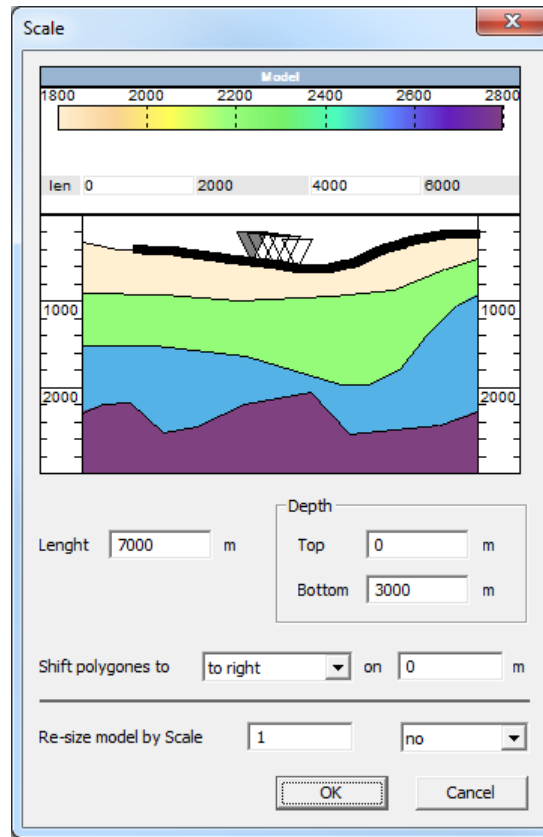 Scale
Model
1800 2000 2200 2400 2600 2800
len 0 2000 4000 6000
1000 1000
2000 2000
Depth
Lenght 7000 m Top 0 m
Bottom 3000 m
Shift polygones to to right on 0 m
Re-size model by Scale 1 no
OK Cancel